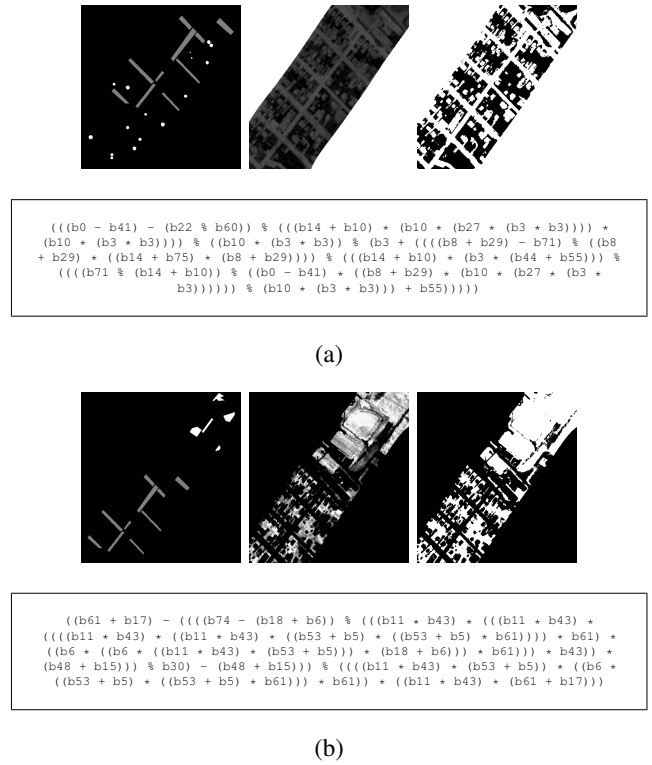 (((b0 - b41) - (b22 % b60)) % (((b14 + b10) * (b10 * (b27 * (b3 * b3)))) *
(b10 * (b3 * b3)))) % ((b10 * (b3 * b3)) % (b3 + ((((b8 + b29) - b71) % ((b8
+ b29) * ((b14 + b75) * (b8 + b29)))) % (((b14 + b10) * (b3 * (b44 + b55))) %
((((b71 % (b14 + b10)) % ((b0 - b41) * ((b8 + b29) * (b10 * (b27 * (b3 *
b3)))))) % (b10 * (b3 * b3))) + b55)))))
(a)
((b61 + b17) - ((((b74 - (b18 + b6)) % (((b11 * b43) * (((b11 * b43) *
((((b11 * b43) * ((b11 * b43) * ((b53 + b5) * ((b53 + b5) * b61)))) * b61) *
((b6 * ((b6 * ((b11 * b43) * (b53 + b5))) * (b18 + b6))) * b61))) * b43)) *
(b48 + b15))) % b30) - (b48 + b15))) % ((((b11 * b43) * (b53 + b5)) * ((b6 *
((b53 + b5) * ((b53 + b5) * b61))) * b61)) * ((b11 * b43) * (b61 + b17)))
(b)